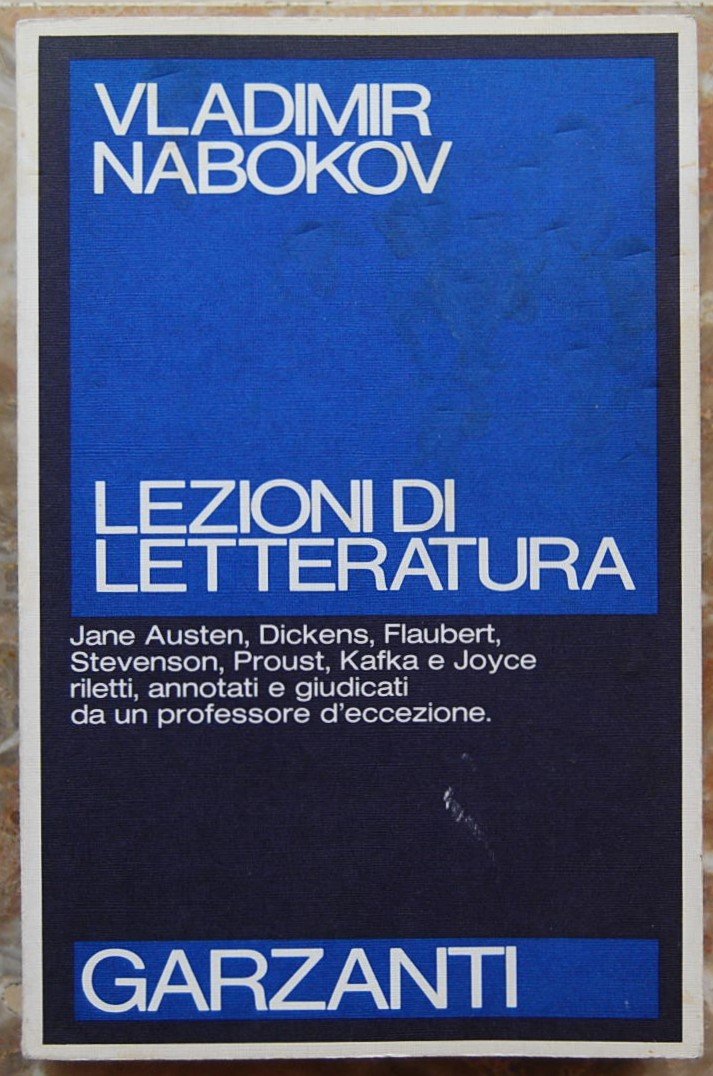 VLADIMIR
NABOKOV
LEZIONI DI
LETTERATURA
Jane Austen, Dickens, Flaubert,
Stevenson, Proust, Kafka e Joyce
riletti, annotati e giudicati
da un professore d'eccezione.
GARZANTI